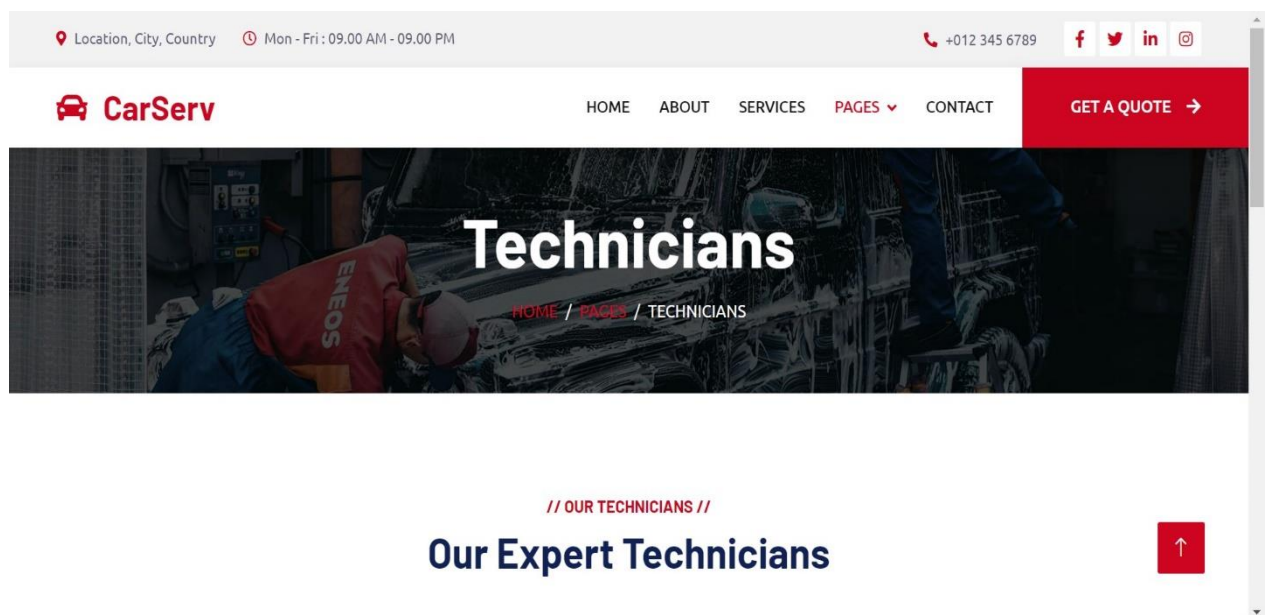 Location, City, Country Mon - Fri : 09.00 AM - 09.00 PM +012 345 6789 f in
CarServ HOME ABOUT SERVICES PAGES CONTACT GET A QUOTE →
ENEOS
Technicians
HOME / PAGES / TECHNICIANS
// OUR TECHNICIANS //
Our Expert Technicians